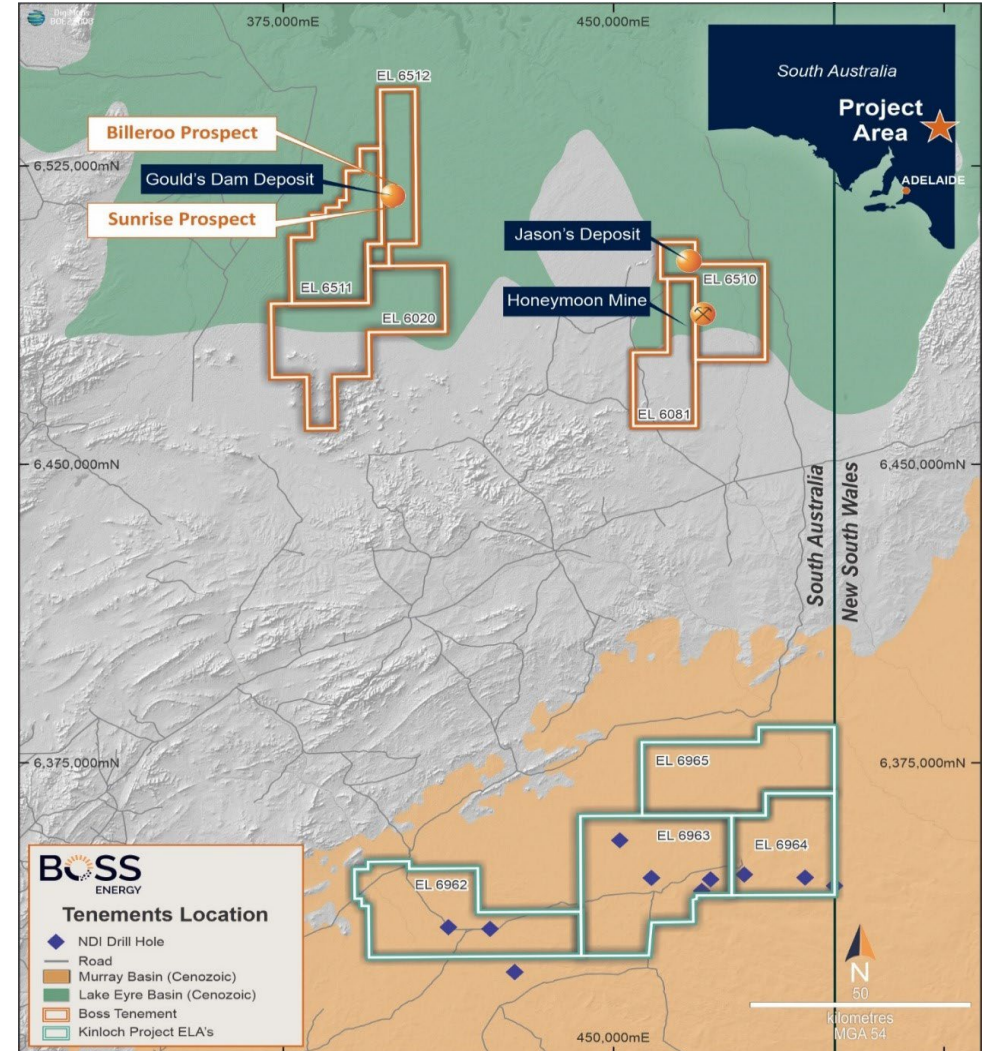 375,000mE
450,000mE
EL 6512
South Australia
Project
Area
ADELAIDE
Billeroo Prospect
6,525,000mN
Gould's Dam Deposit
Sunrise Prospect
Jason's Deposit
EL 6510
EL 6511
Honeymoon Mine
EL 6020
EL 6081
6,450,000mN
6,450,000mN
South Australia
New South Wales
EL 6965
6,375,000mN
6,375,000mN
EL 6963
EL 6964
EL 6962
BOSS
ENERGY
Tenements Location
NDI Drill Hole
Road
Murray Basin (Cenozoic)
Lake Eyre Basin (Cenozoic)
Boss Tenement
Kinloch Project ELA's
N
50
kilometres
MGA 54
450,000mE